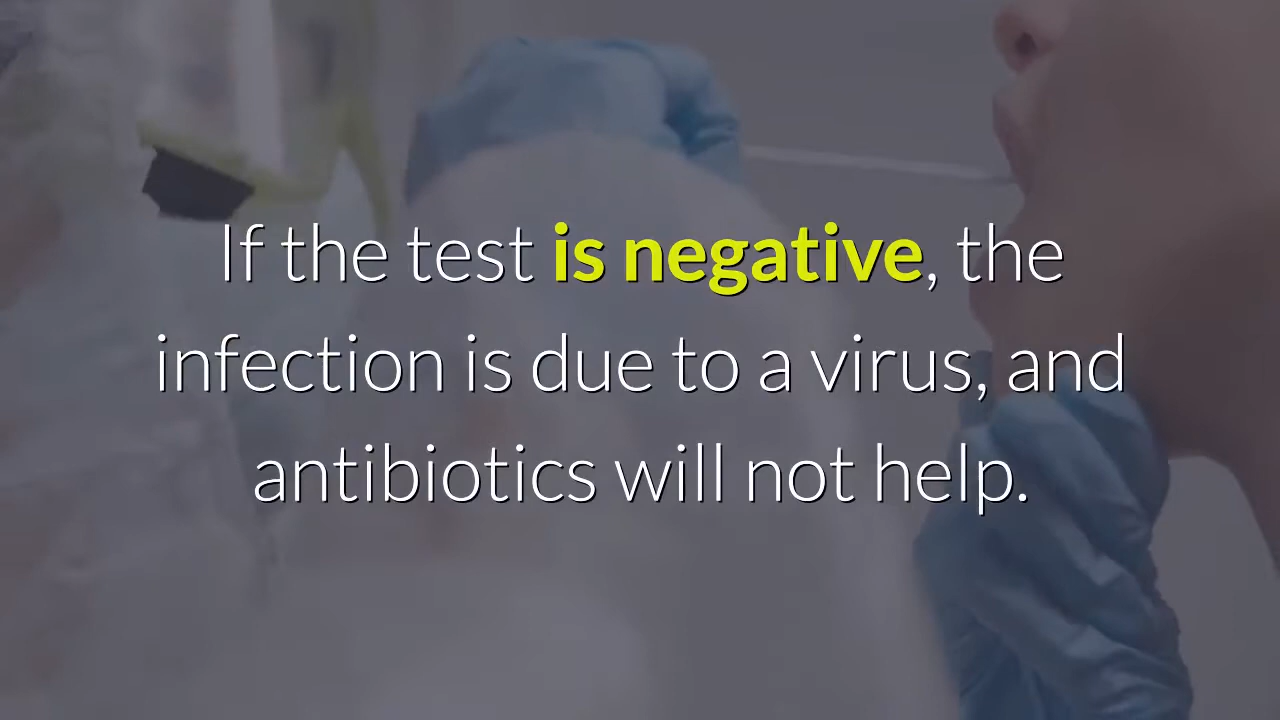 If the test is negative, the
infection is due to a virus, and
antibiotics will not help.